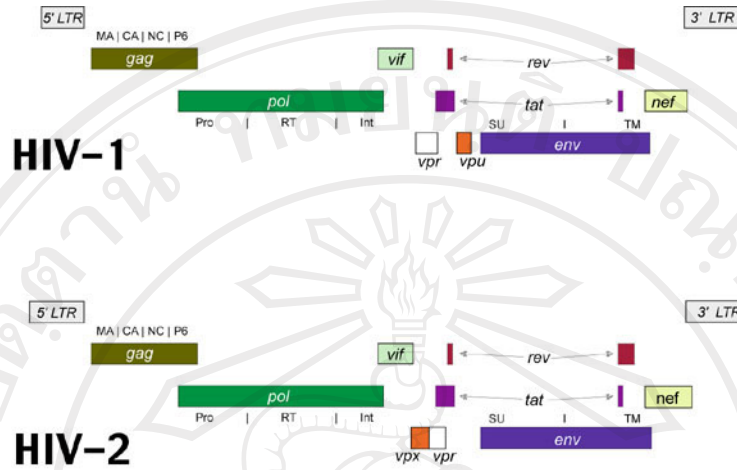 5' LTR
3' LTR
MA | CA | NC | P6
gag
vif
rev
pol
tat
nef
Pro | RT | Int
SU I TM
HIV-1
env
vpr
vpu
5' LTR
3' LTR
MA | CA | NC | P6
gag
vif
rev
pol
tat
nef
Pro | RT | Int
SU I TM
HIV-2
env
vpx
vpr